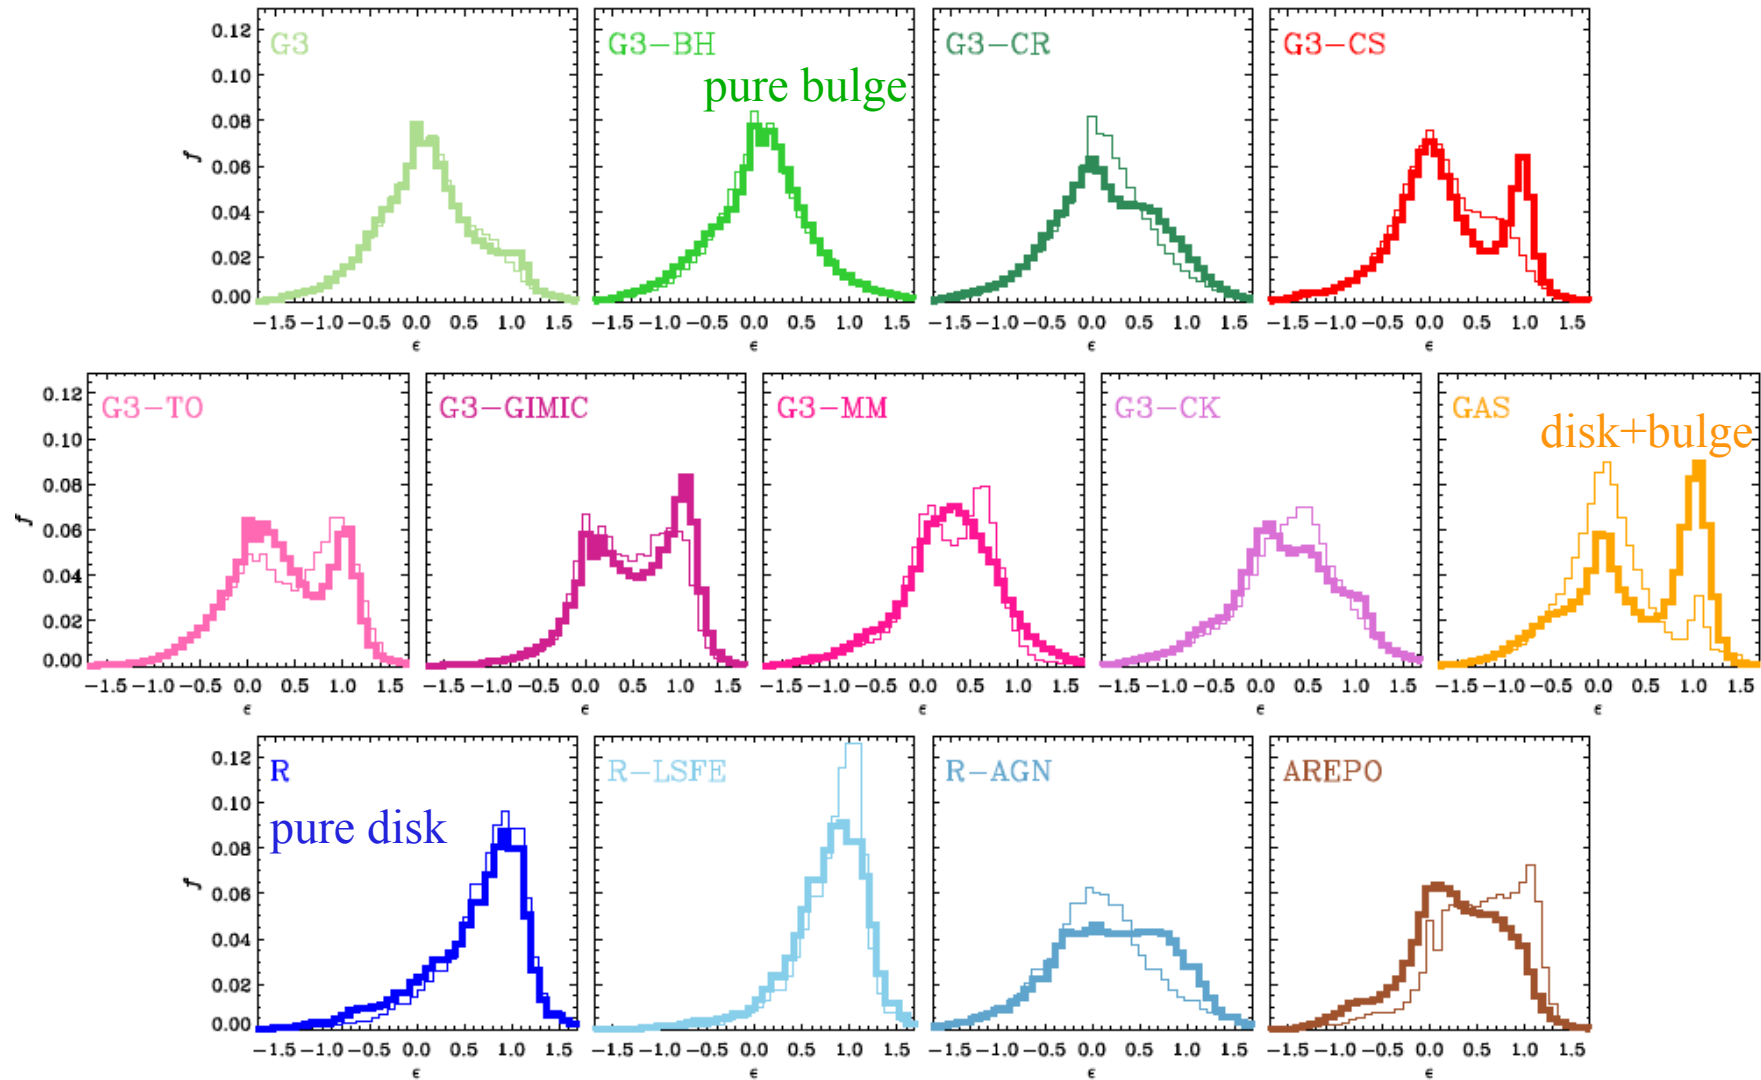 G3 G3−BH G3−CR G3−CS
pure bulge
0.12
0.10
0.08
0.06
0.04
0.02
0.00
f
−1.5 −1.0 −0.5 0.0 0.5 1.0 1.5 −1.5 −1.0 −0.5 0.0 0.5 1.0 1.5 −1.5 −1.0 −0.5 0.0 0.5 1.0 1.5 −1.5 −1.0 −0.5 0.0 0.5 1.0 1.5
ϵ ϵ ϵ ϵ
G3−TO G3−GIMIC G3−MM G3−CK GAS
disk+bulge
0.12
0.10
0.08
0.06
0.04
0.02
0.00
f
−1.5 −1.0 −0.5 0.0 0.5 1.0 1.5 −1.5 −1.0 −0.5 0.0 0.5 1.0 1.5 −1.5 −1.0 −0.5 0.0 0.5 1.0 1.5 −1.5 −1.0 −0.5 0.0 0.5 1.0 1.5 −1.5 −1.0 −0.5 0.0 0.5 1.0 1.5
ϵ ϵ ϵ ϵ ϵ
R R−LSFE R−AGN AREPO
pure disk
0.12
0.10
0.08
0.06
0.04
0.02
0.00
f
−1.5 −1.0 −0.5 0.0 0.5 1.0 1.5 −1.5 −1.0 −0.5 0.0 0.5 1.0 1.5 −1.5 −1.0 −0.5 0.0 0.5 1.0 1.5 −1.5 −1.0 −0.5 0.0 0.5 1.0 1.5
ϵ ϵ ϵ ϵ